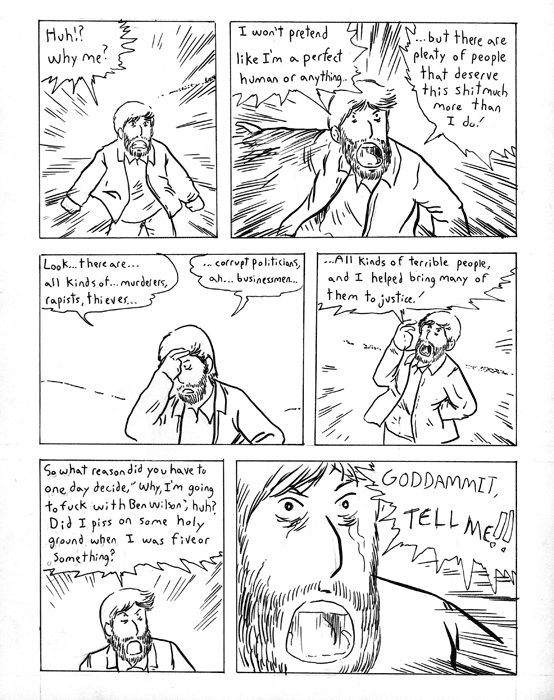 Huh!?
why me?
I won't pretend
like I'm a perfect
human or anything..
...but there are
plenty of people
that deserve
this shit much
more than
I do!
Look...there are...
all kinds of...murderers,
rapists, thieves...
...corrupt politicians,
ah... businessmen...
...All kinds of terrible people,
and I helped bring many of
them to justice!
So what reason did you have to
one day decide, "Why, I'm going
to fuck with Ben Wilson", huh?
Did I piss on some holy
ground when I was five or
something?
GODDAMMIT,
TELL ME!!